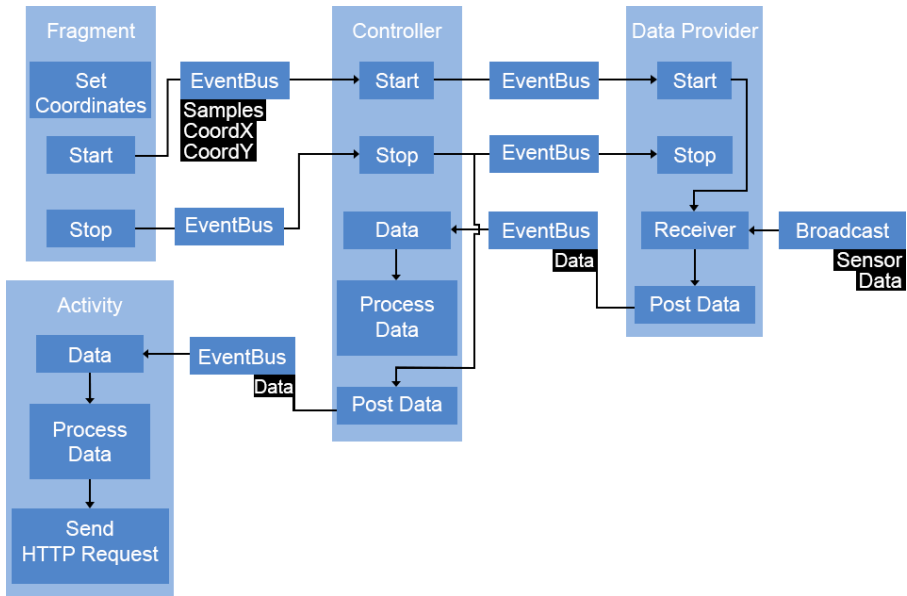 Fragment
Set
Coordinates
Start
Stop
EventBus
Samples
CoordX
CoordY
EventBus
Controller
Start
Stop
Data
Process
Data
Post Data
EventBus
EventBus
EventBus
Data
Data Provider
Start
Stop
Receiver
Post Data
Broadcast
Sensor
Data
Activity
Data
Process
Data
Send
HTTP Request
EventBus
Data